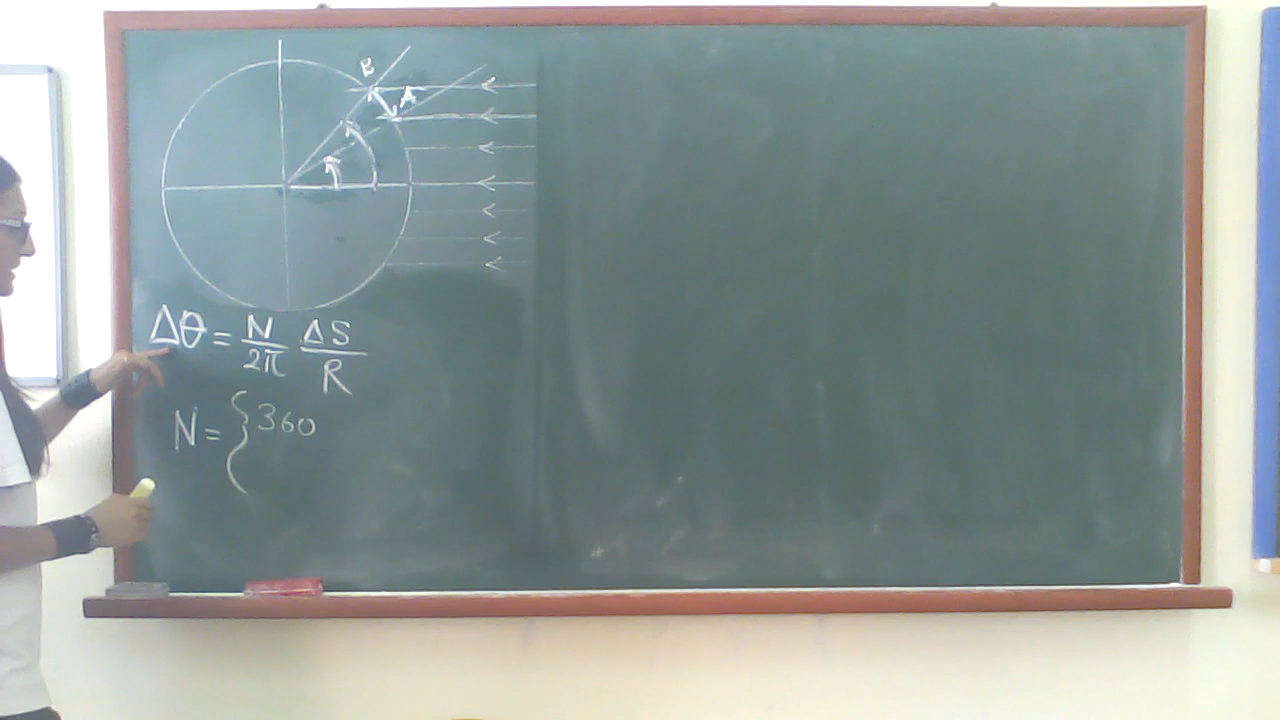 B
A
Δθ = N/2π ΔS/R
N = { 360